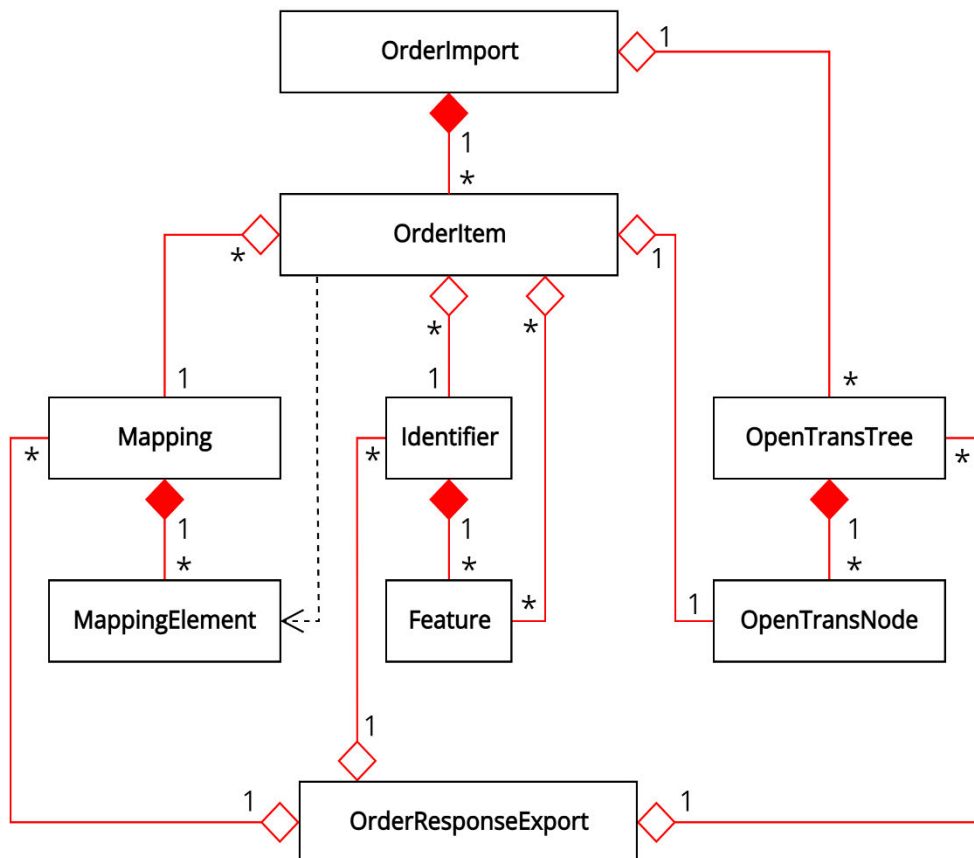 OrderImport
1
1
*
OrderItem
*
1
*
*
1
1
*
Mapping
Identifier
OpenTransTree
*
*
*
1
1
1
*
*
*
MappingElement
Feature
*
1
OpenTransNode
1
1
1
OrderResponseExport